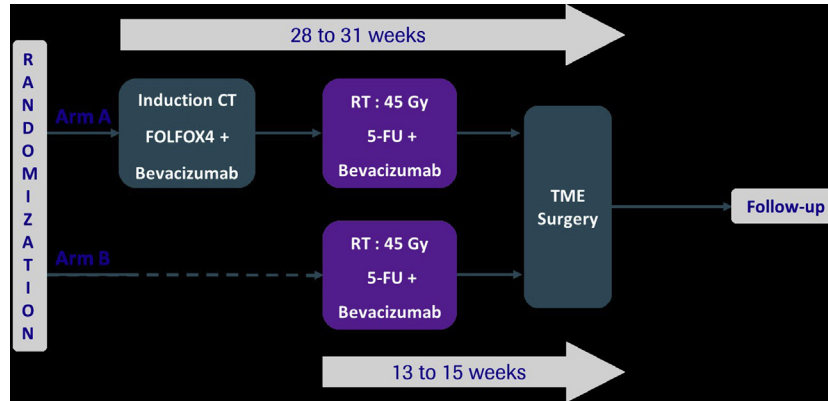 28 to 31 weeks
RANDOMIZATION
Arm A
Induction CT
FOLFOX4 +
Bevacizumab
RT : 45 Gy
5-FU +
Bevacizumab
TME
Surgery
Follow-up
Arm B
RT : 45 Gy
5-FU +
Bevacizumab
13 to 15 weeks